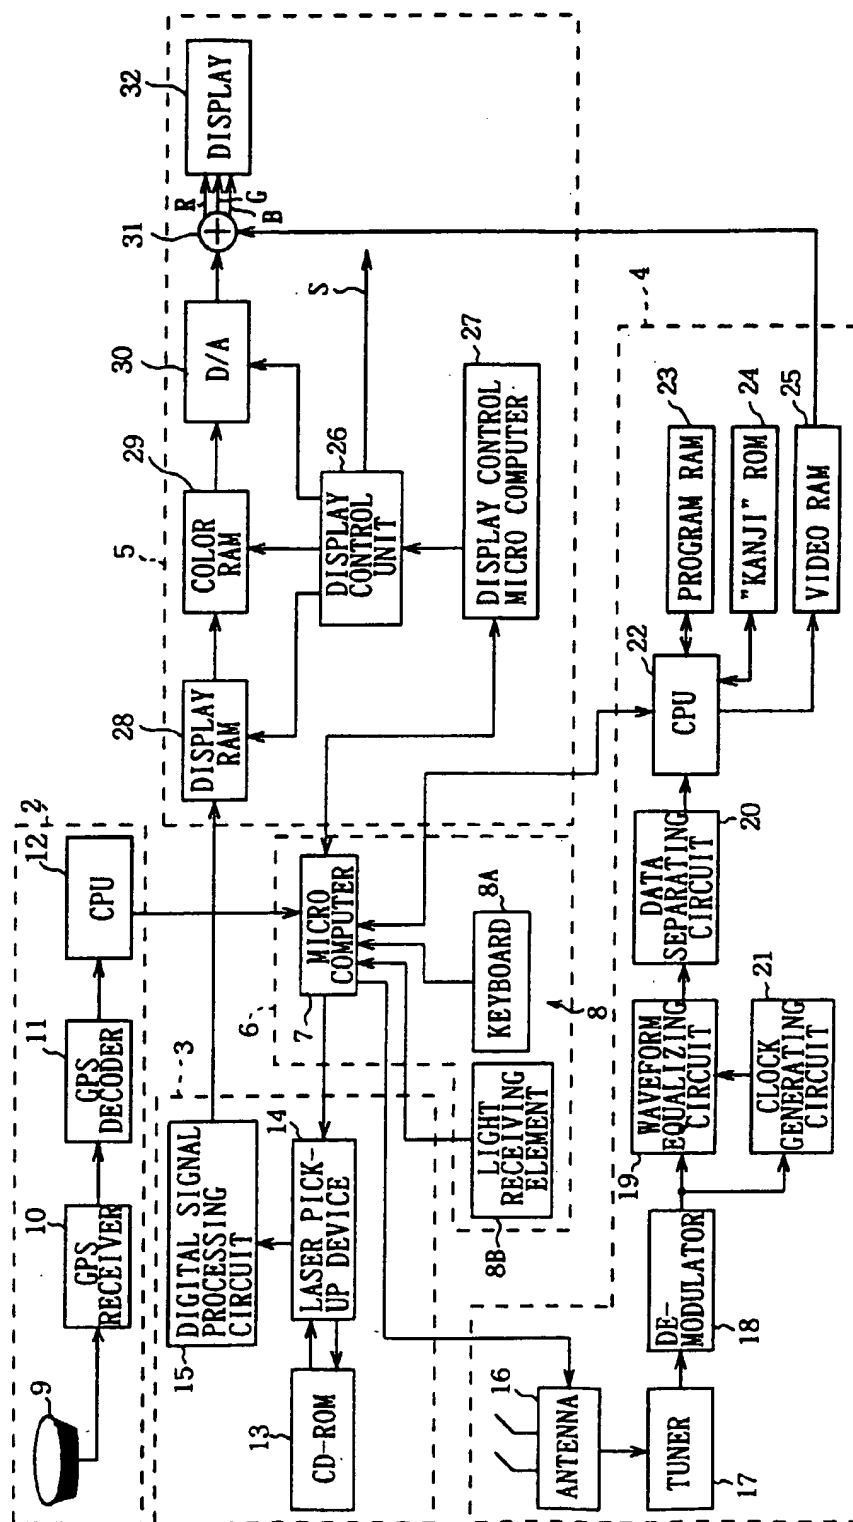 2
9
10
GPS
RECEIVER
11
GPS
DECODER
12
CPU
3
15
DIGITAL SIGNAL
PROCESSING
CIRCUIT
13
CD-ROM
14
LASER PICK-
UP DEVICE
5
28
DISPLAY
RAM
29
COLOR
RAM
30
D/A
31
R
G
B
32
DISPLAY
26
DISPLAY
CONTROL
UNIT
S
27
DISPLAY CONTROL
MICRO COMPUTER
6
7
MICRO
COMPUTER
8A
KEYBOARD
8
8B
LIGHT
RECEIVING
ELEMENT
4
16
ANTENNA
17
TUNER
18
DE-
MODULATOR
19
WAVEFORM
EQUALIZING
CIRCUIT
21
CLOCK
GENERATING
CIRCUIT
20
DATA
SEPARATING
CIRCUIT
22
CPU
23
PROGRAM RAM
24
"KANJI" ROM
25
VIDEO RAM